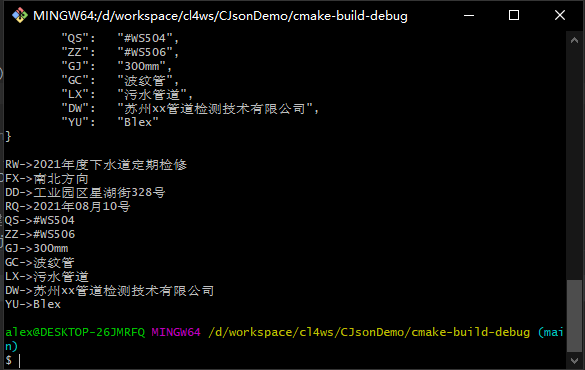 MINGW64:/d/workspace/cl4ws/CJsonDemo/cmake-build-debug
"QS": "#WS504",
"ZZ": "#WS506",
"GJ": "300mm",
"GC": "波纹管",
"LX": "污水管道",
"DW": "苏州xx管道检测技术有限公司",
"YU": "Blex"
}
RW->2021年度下水道定期检修
FX->南北方向
DD->工业园区星湖街328号
RQ->2021年08月10号
QS->#WS504
ZZ->#WS506
GJ->300mm
GC->波纹管
LX->污水管道
DW->苏州xx管道检测技术有限公司
YU->Blex
alex@DESKTOP-26JMRFQ MINGW64 /d/workspace/cl4ws/CJsonDemo/cmake-build-debug (mai
n)
$